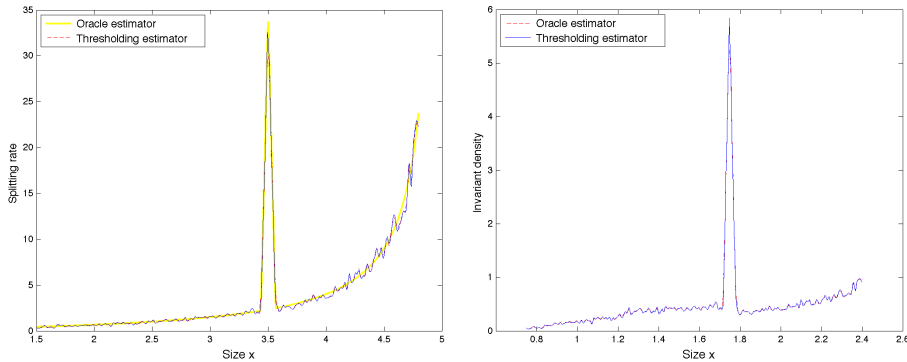 35
30
25
20
15
10
5
0
Splitting rate
Oracle estimator
Thresholding estimator
1.5 2 2.5 3 3.5 4 4.5 5
Size x
6
5
4
3
2
1
0
Invariant density
Oracle estimator
Thresholding estimator
0.8 1 1.2 1.4 1.6 1.8 2 2.2 2.4 2.6
Size x